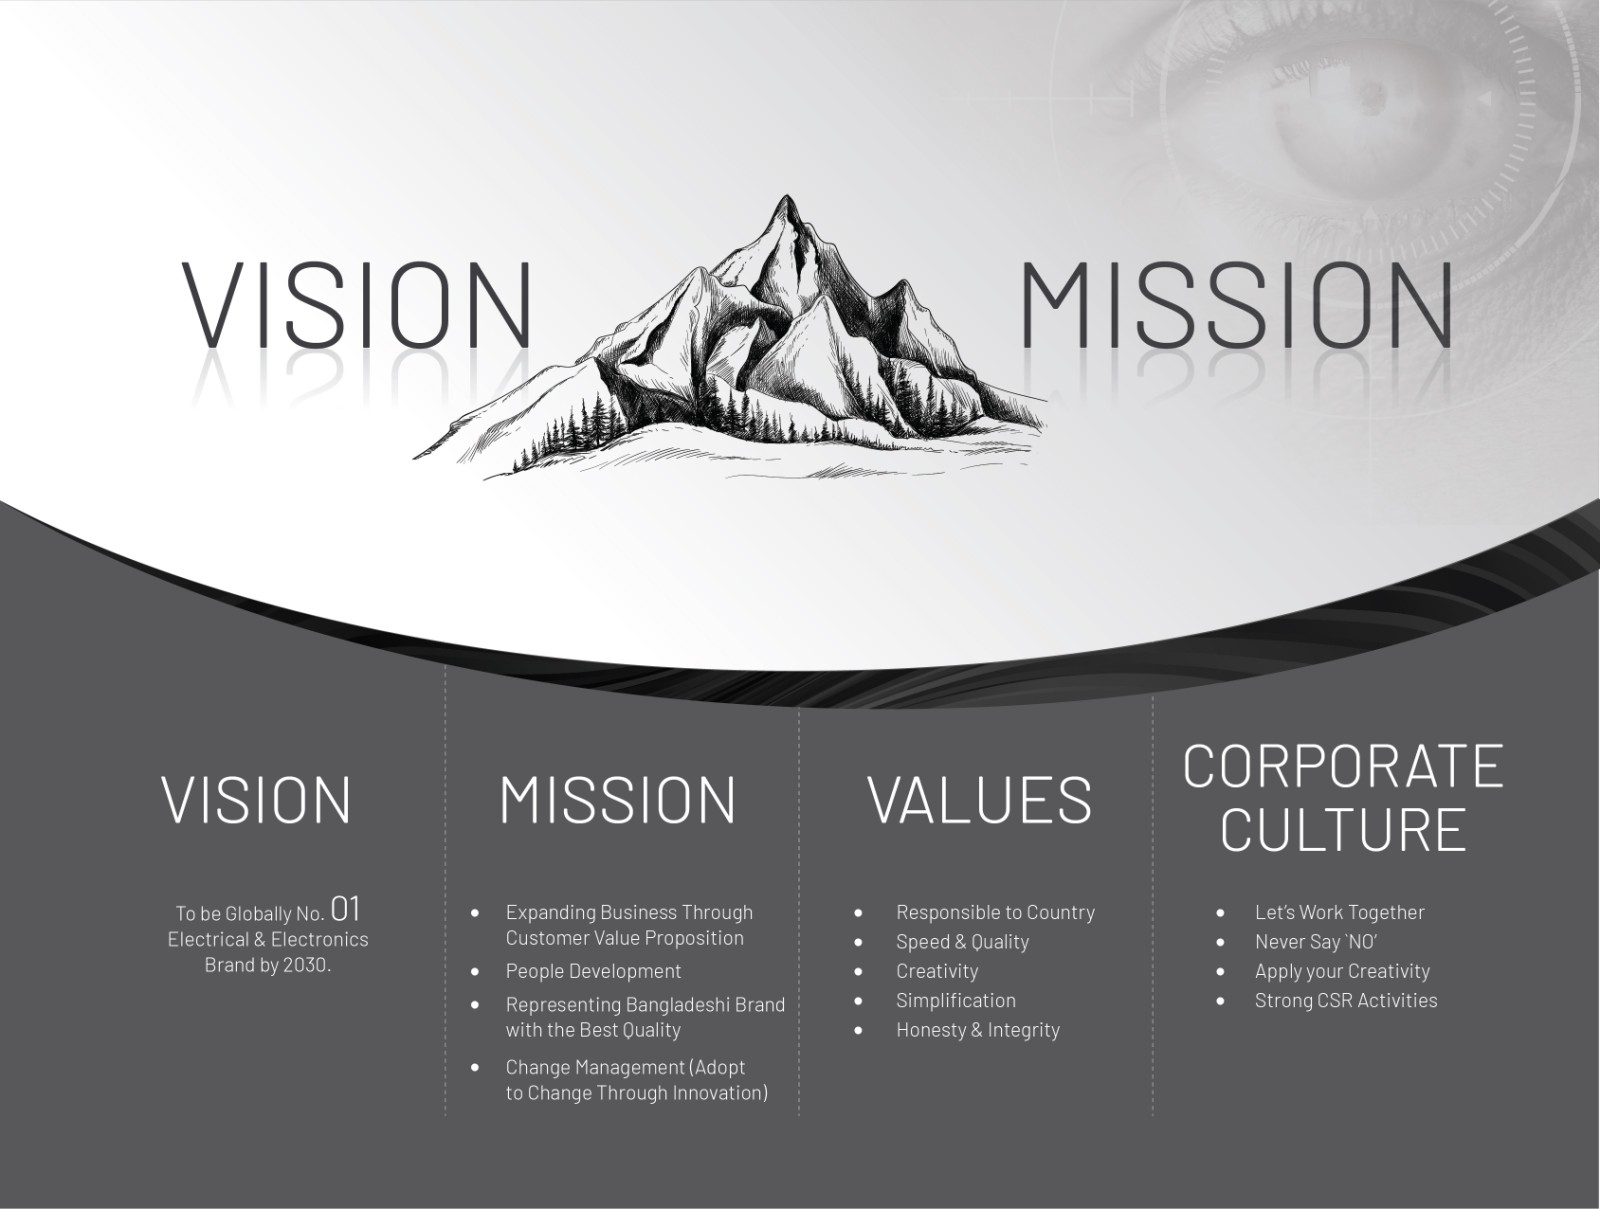 VISION
MISSION
VISION
To be Globally No. 01
Electrical & Electronics
Brand by 2030.
MISSION
• Expanding Business Through
Customer Value Proposition
• People Development
• Representing Bangladeshi Brand
with the Best Quality
• Change Management (Adopt
to Change Through Innovation)
VALUES
• Responsible to Country
• Speed & Quality
• Creativity
• Simplification
• Honesty & Integrity
CORPORATE
CULTURE
• Let’s Work Together
• Never Say `NO’
• Apply your Creativity
• Strong CSR Activities